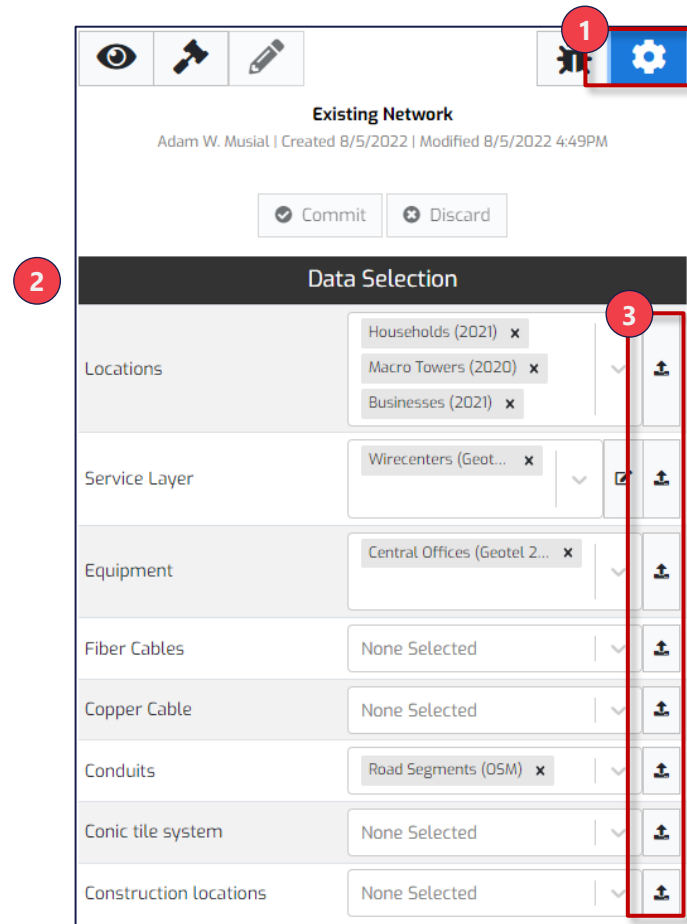 1
Existing Network
Adam W. Musial | Created 8/5/2022 | Modified 8/5/2022 4:49PM
Commit Discard
2
Data Selection
3
Locations
Households (2021) x
Macro Towers (2020) x
Businesses (2021) x
Service Layer
Wirecenters (Geot... x
Equipment
Central Offices (Geotel 2... x
Fiber Cables None Selected
Copper Cable None Selected
Conduits Road Segments (OSM) x
Conic tile system None Selected
Construction locations None Selected